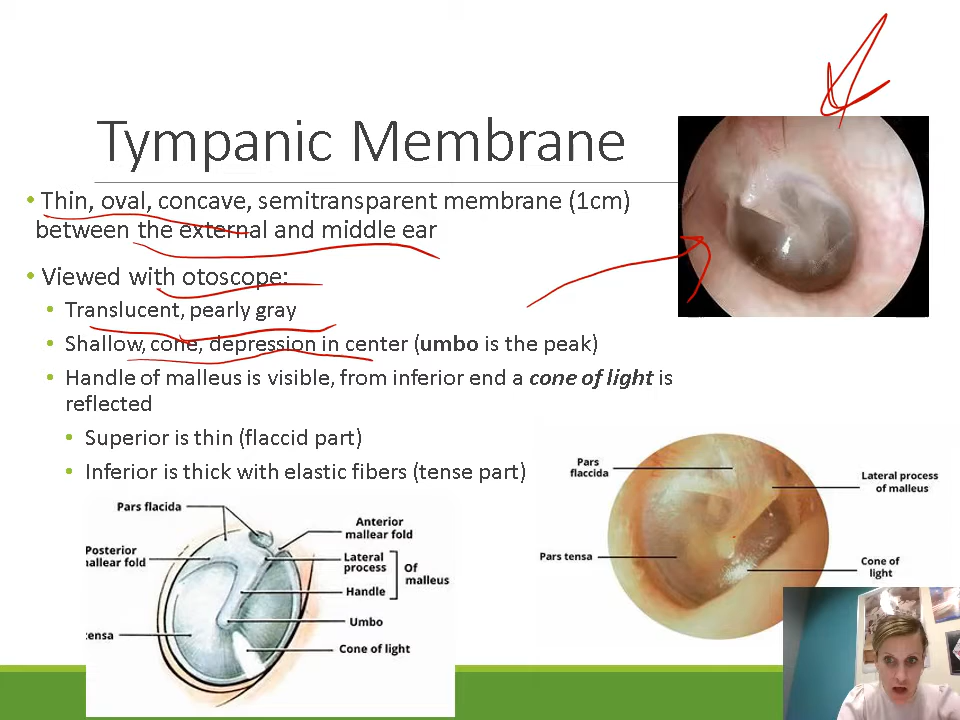 Tympanic Membrane
• Thin, oval, concave, semitransparent membrane (1cm)
between the external and middle ear
• Viewed with otoscope:
• Translucent, pearly gray
• Shallow, cone, depression in center (umbo is the peak)
• Handle of malleus is visible, from inferior end a cone of light is
reflected
• Superior is thin (flaccid part)
• Inferior is thick with elastic fibers (tense part)
Pars flacida
Anterior
mallear fold
Posterior
mallear fold
Lateral
process
Of
malleus
Handle
Umbo
tensa
Cone of light
Pars
flaccida
Lateral process
of malleus
Pars tensa
Cone of
light